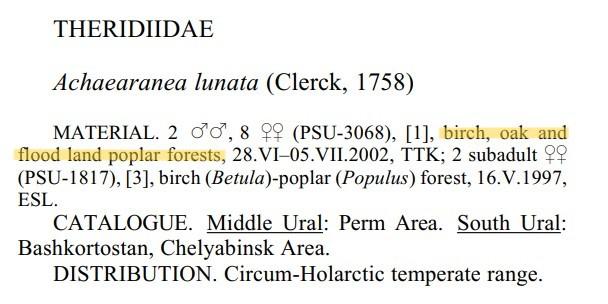 THERIDIIDAE
Achaearanea lunata (Clerck, 1758)
MATERIAL. 2 ♂♂, 8 ♀♀ (PSU-3068), [1], birch, oak and
flood land poplar forests, 28.VI–05.VII.2002, TTK; 2 subadult ♀♀
(PSU-1817), [3], birch (Betula)-poplar (Populus) forest, 16.V.1997,
ESL.
CATALOGUE. Middle Ural: Perm Area. South Ural:
Bashkortostan, Chelyabinsk Area.
DISTRIBUTION. Circum-Holarctic temperate range.